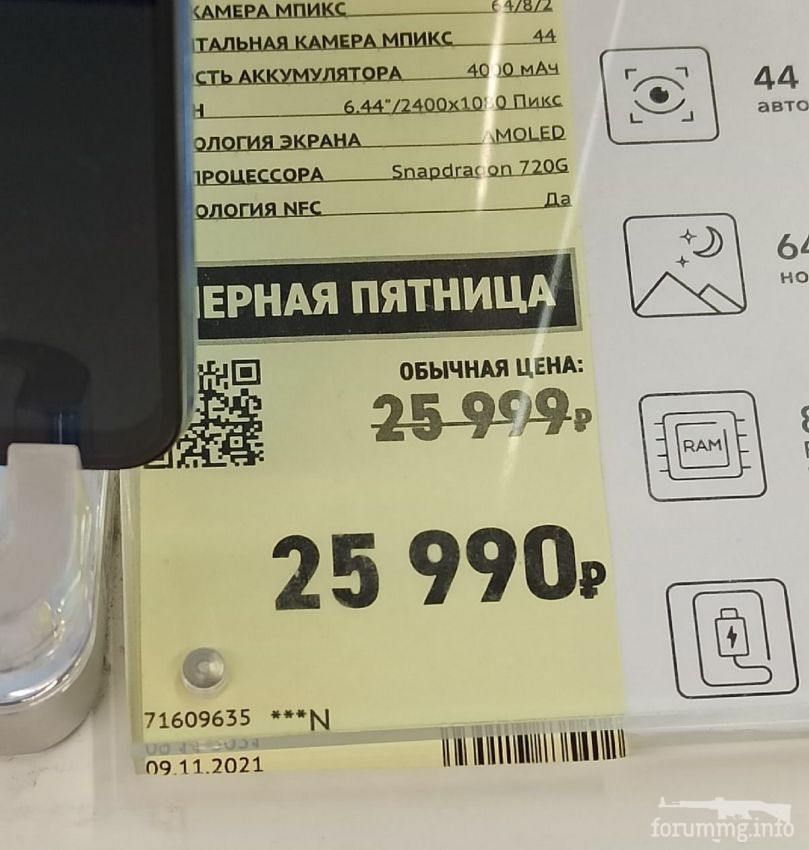 КАМЕРА МПИКС 64/8/2
ТАЛЬНАЯ КАМЕРА МПИКС 44
СТЬ АККУМУЛЯТОРА 4000 мАч
Н 6.44"/2400x1080 Пикс
ОЛОГИЯ ЭКРАНА AMOLED
ПРОЦЕССОРА Snapdragon 720G
ОЛОГИЯ NFC Да
ЕРНАЯ ПЯТНИЦА
ОБЫЧНАЯ ЦЕНА:
25 999₽
25 990₽
71609635 ***N
09.11.2021
44
авто
64
но
RAM
forummg.info